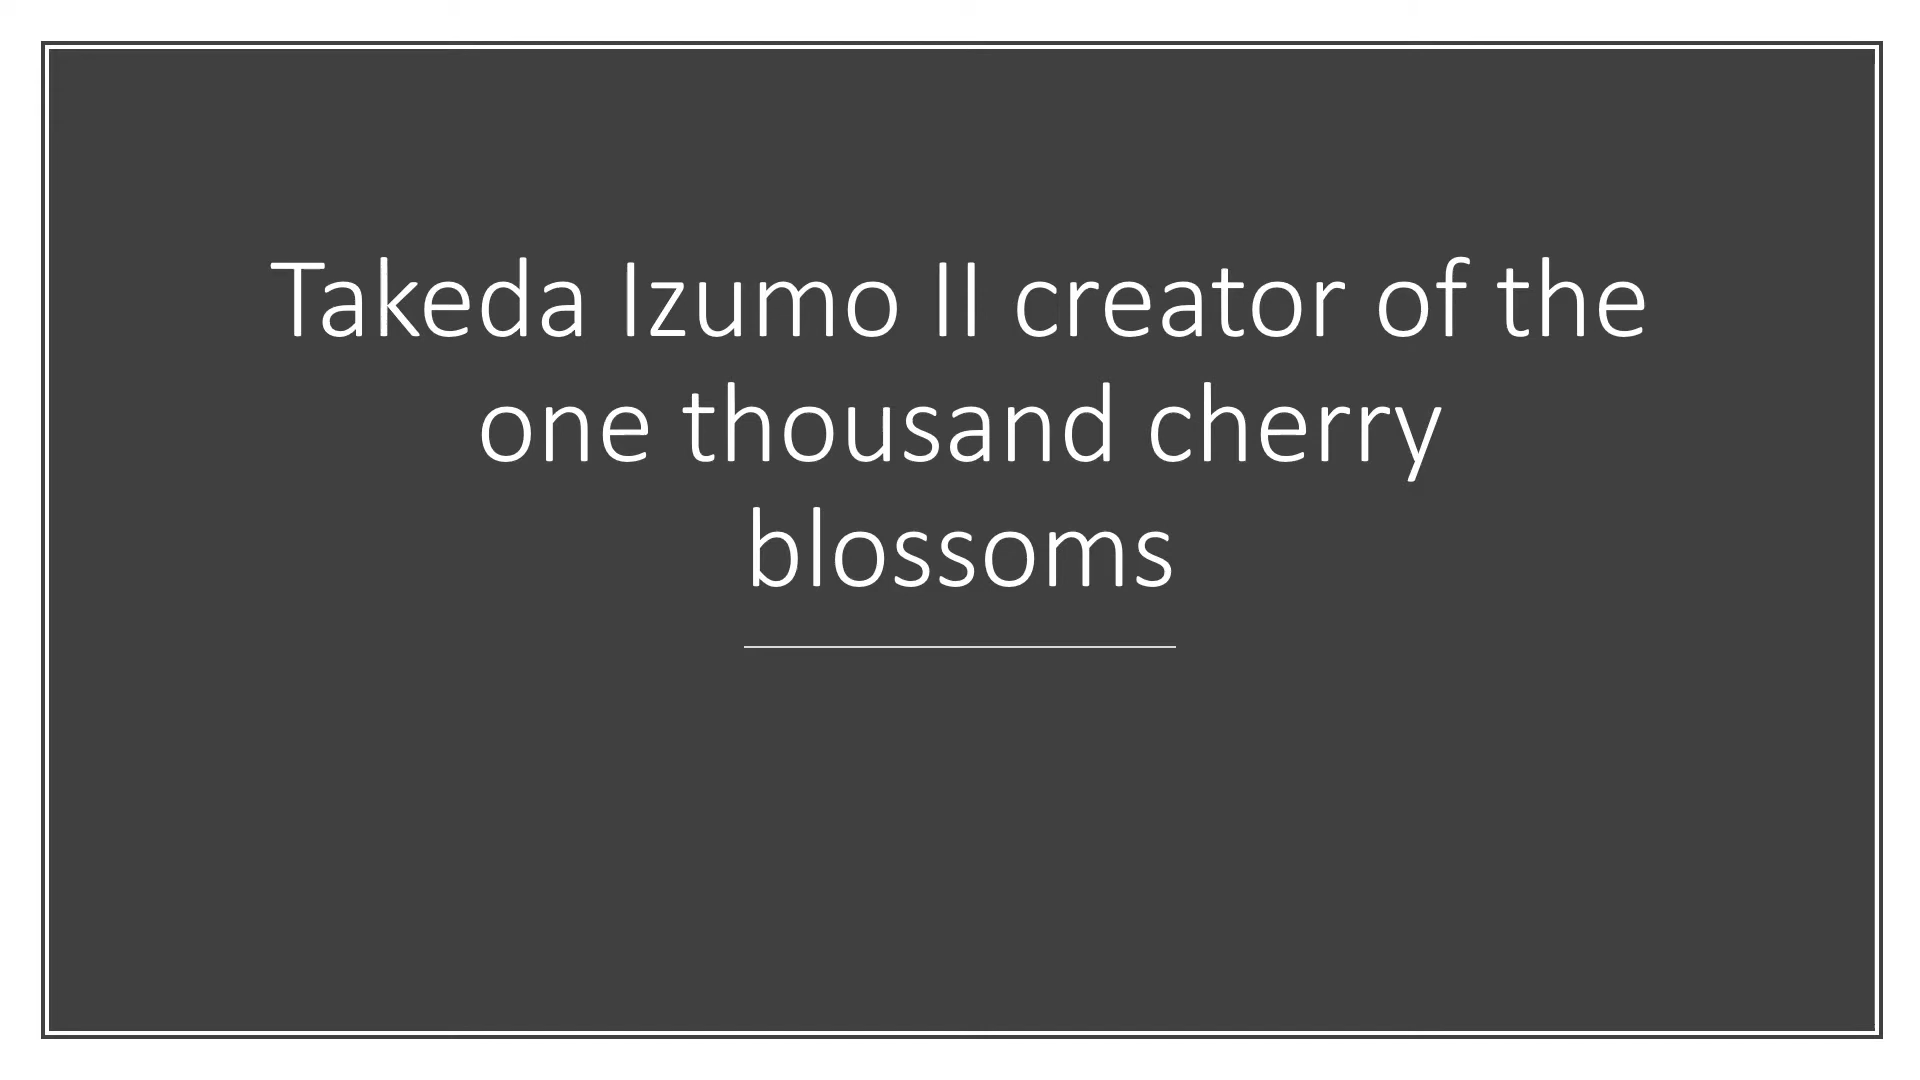 Takeda Izumo II creator of the
one thousand cherry
blossoms